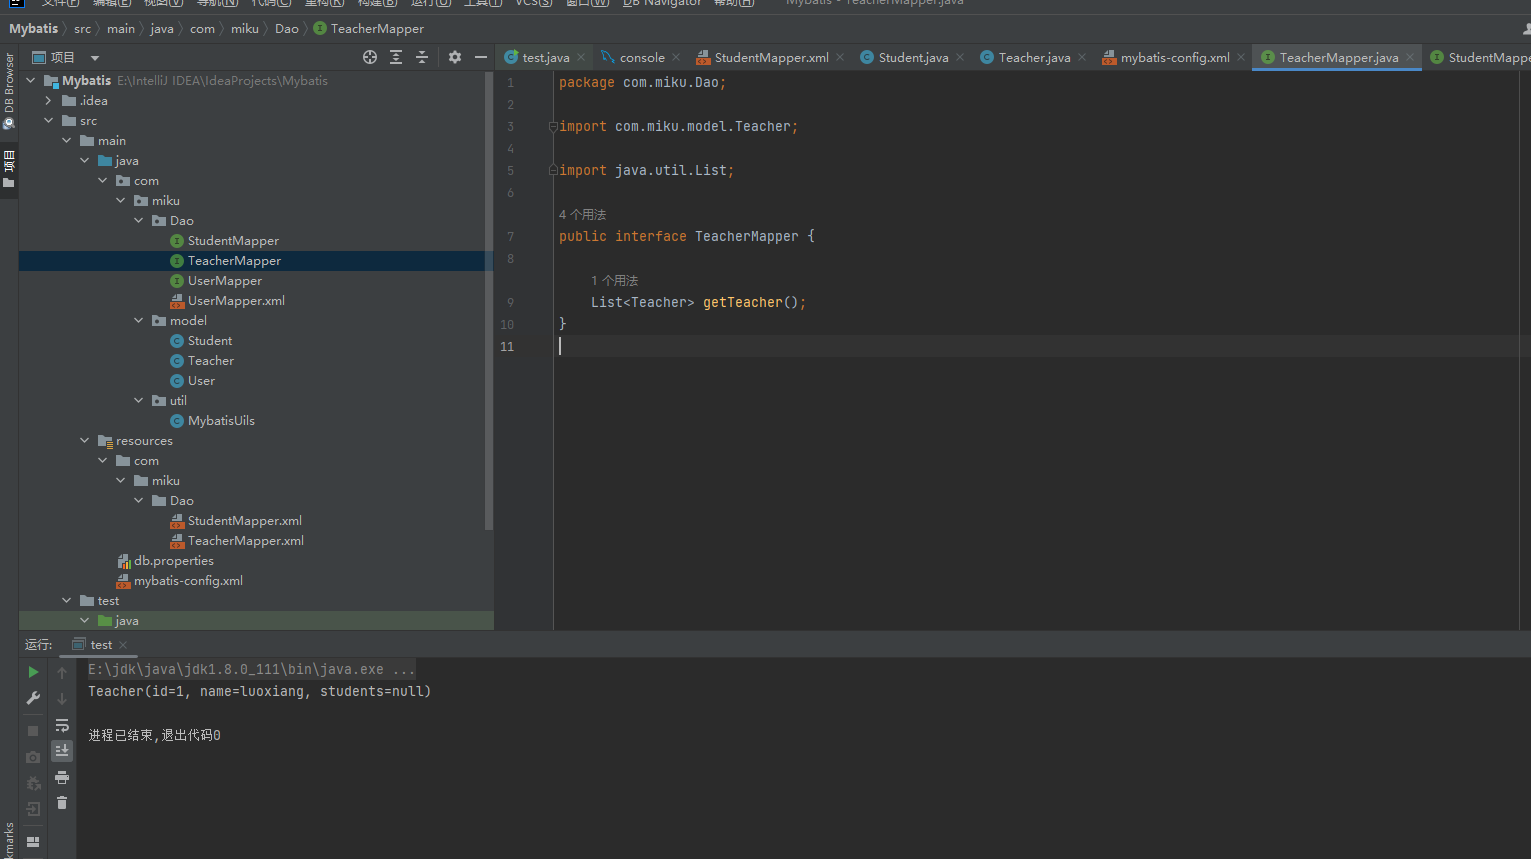 文件(F) 编辑(E) 视图(V) 导航(N) 代码(C) 重构(R) 构建(B) 运行(U) 工具(T) VCS(S) 窗口(W) DB Navigator 帮助(H) Mybatis - TeacherMapper.java
Mybatis src main java com miku Dao TeacherMapper
DB Browser
项目
项目
test.java console StudentMapper.xml Student.java Teacher.java mybatis-config.xml TeacherMapper.java StudentMappe
Mybatis E:\IntelliJ IDEA\IdeaProjects\Mybatis
.idea
src
main
java
com
miku
Dao
StudentMapper
TeacherMapper
UserMapper
UserMapper.xml
model
Student
Teacher
User
util
MybatisUils
resources
com
miku
Dao
StudentMapper.xml
TeacherMapper.xml
db.properties
mybatis-config.xml
test
java
1 package com.miku.Dao;
2
3 import com.miku.model.Teacher;
4
5 import java.util.List;
6
4 个用法
7 public interface TeacherMapper {
8
1 个用法
9 List<Teacher> getTeacher();
10 }
11
运行: test
E:\jdk\java\jdk1.8.0_111\bin\java.exe ...
Teacher(id=1, name=luoxiang, students=null)
进程已结束,退出代码0
kmarks